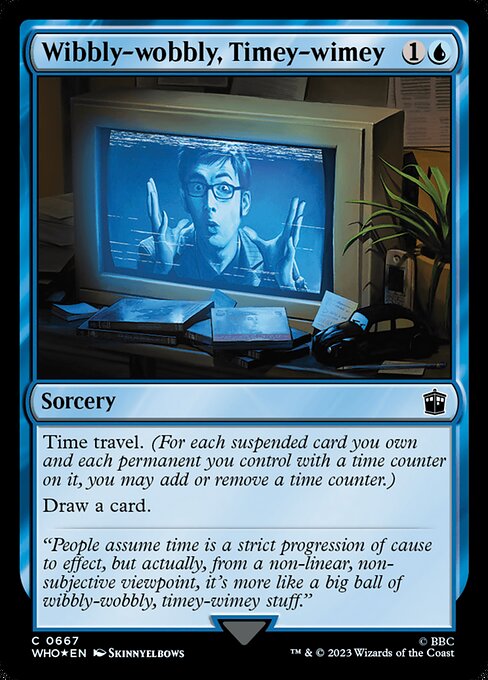 Wibbly-wobbly, Timey-wimey 1
Sorcery
Time travel. (For each suspended card you own
and each permanent you control with a time counter
on it, you may add or remove a time counter.)
Draw a card.
“People assume time is a strict progression of cause
to effect, but actually, from a non-linear, non-
subjective viewpoint, it’s more like a big ball of
wibbly-wobbly, timey-wimey stuff.”
C 0667
WHO★EN Skinnyelbows
© BBC
™ & © 2023 Wizards of the Coast